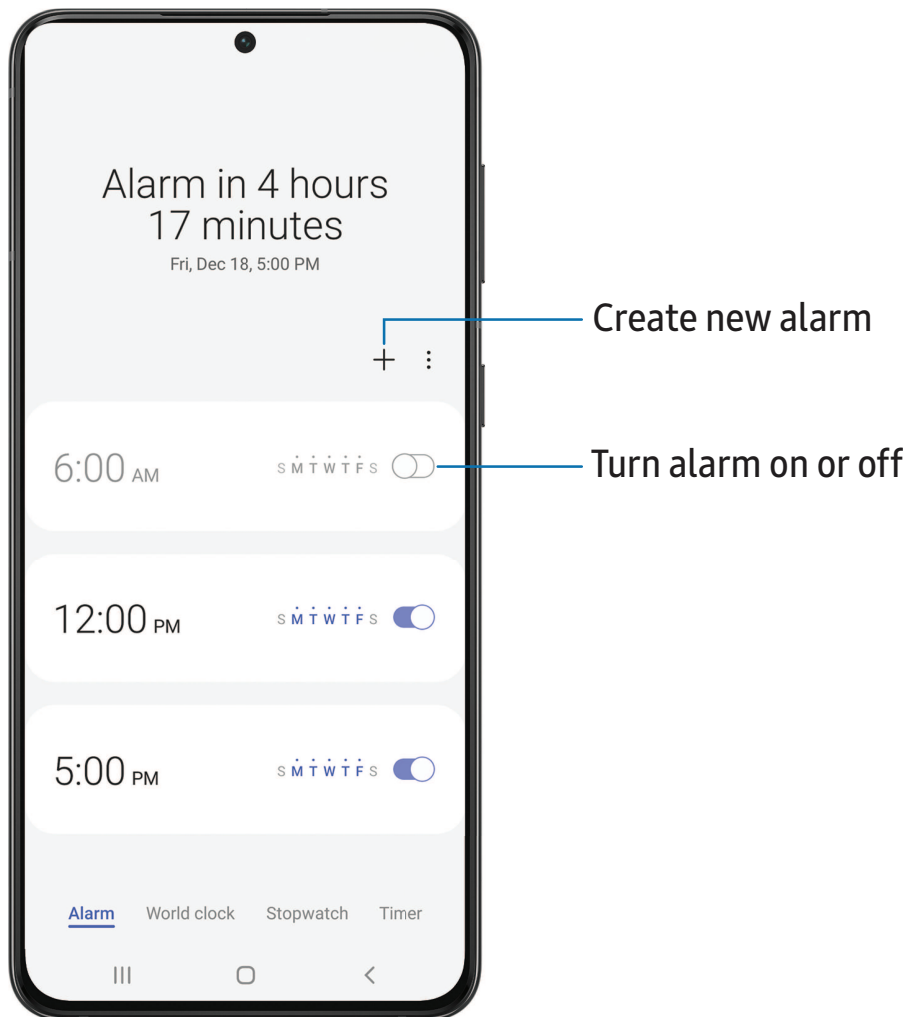 Alarm in 4 hours
17 minutes
Fri, Dec 18, 5:00 PM
Create new alarm
6:00 AM S M T W T F S
Turn alarm on or off
12:00 PM S M T W T F S
5:00 PM S M T W T F S
Alarm World clock Stopwatch Timer